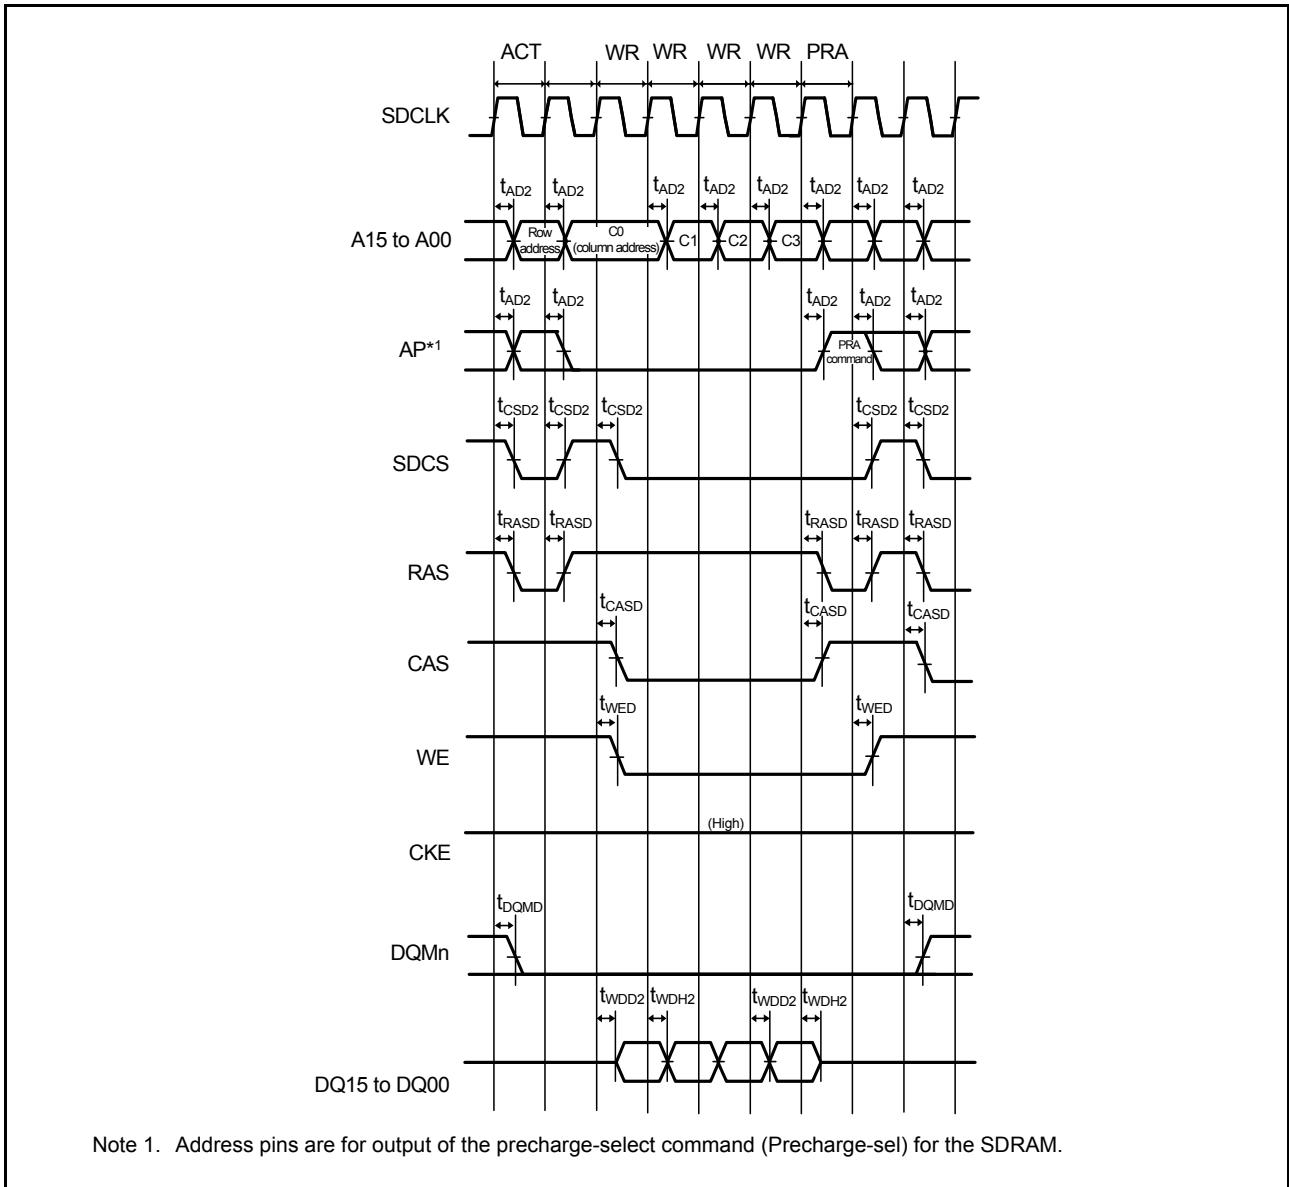 ACT WR WR WR WR PRA
SDCLK
tAD2 tAD2 tAD2 tAD2 tAD2 tAD2 tAD2 tAD2
A15 to A00
Row
address
C0
(column address)
C1
C2
C3
tAD2 tAD2 tAD2 tAD2 tAD2
AP*1
PRA
command
tCSD2 tCSD2 tCSD2 tCSD2 tCSD2
SDCS
tRASD tRASD tRASD tRASD tRASD
RAS
tCASD tCASD tCASD
CAS
tWED tWED
WE
(High)
CKE
tDQMD tDQMD
DQMn
tWDD2 tWDH2 tWDD2 tWDH2
DQ15 to DQ00
Note 1. Address pins are for output of the precharge-select command (Precharge-sel) for the SDRAM.